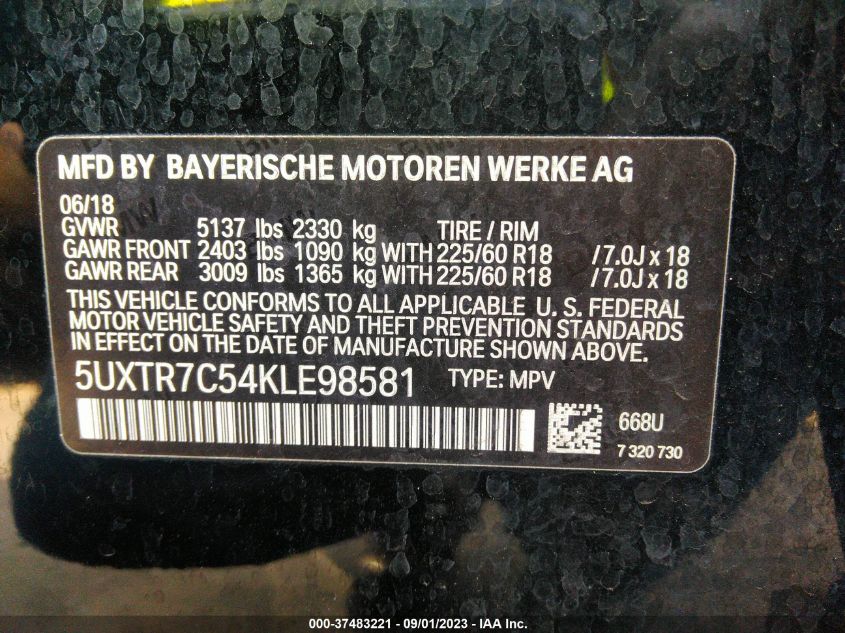 MFD BY BAYERISCHE MOTOREN WERKE AG
06/18
GVWR 5137 lbs 2330 kg TIRE / RIM
GAWR FRONT 2403 lbs 1090 kg WITH 225/60 R18 /7.0J x 18
GAWR REAR 3009 lbs 1365 kg WITH 225/60 R18 /7.0J x 18
THIS VEHICLE CONFORMS TO ALL APPLICABLE U. S. FEDERAL
MOTOR VEHICLE SAFETY AND THEFT PREVENTION STANDARDS
IN EFFECT ON THE DATE OF MANUFACTURE SHOWN ABOVE.
5UXTR7C54KLE98581 TYPE: MPV
668U
7 320 730
000-37483221 - 09/01/2023 - IAA Inc.